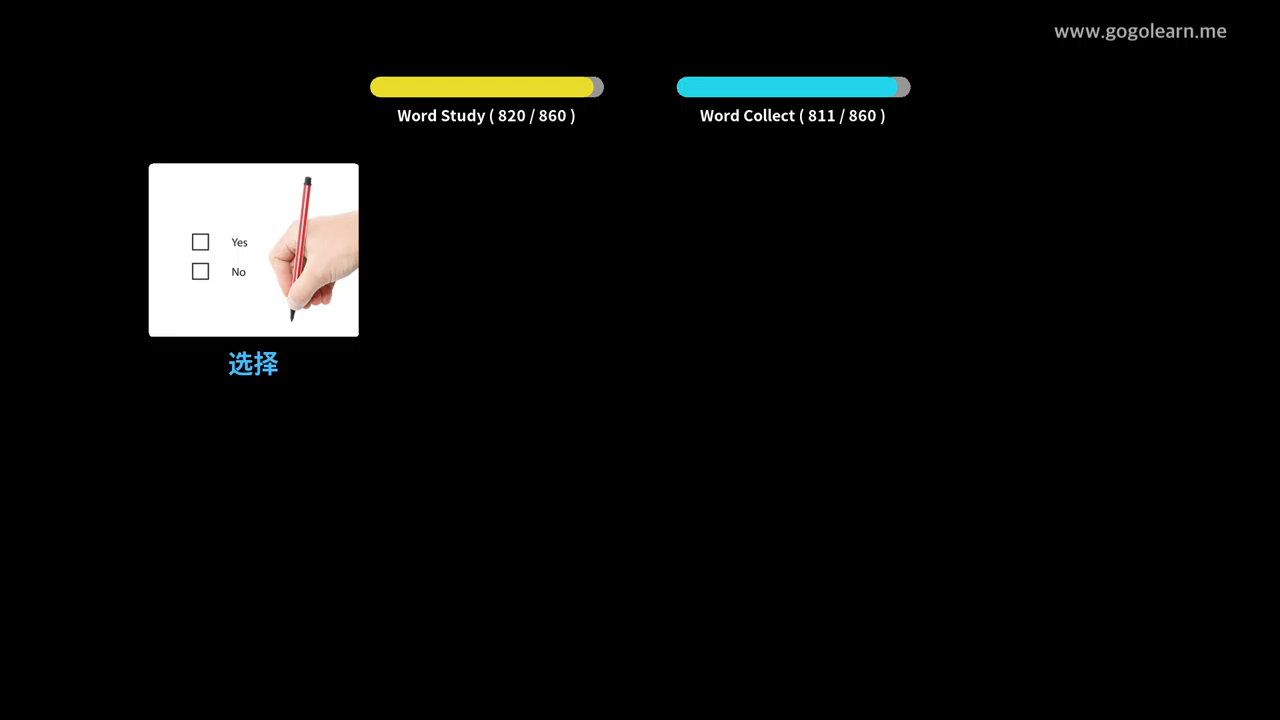 www.gogolearn.me
Word Study ( 820 / 860 )
Word Collect ( 811 / 860 )
Yes
No
选择